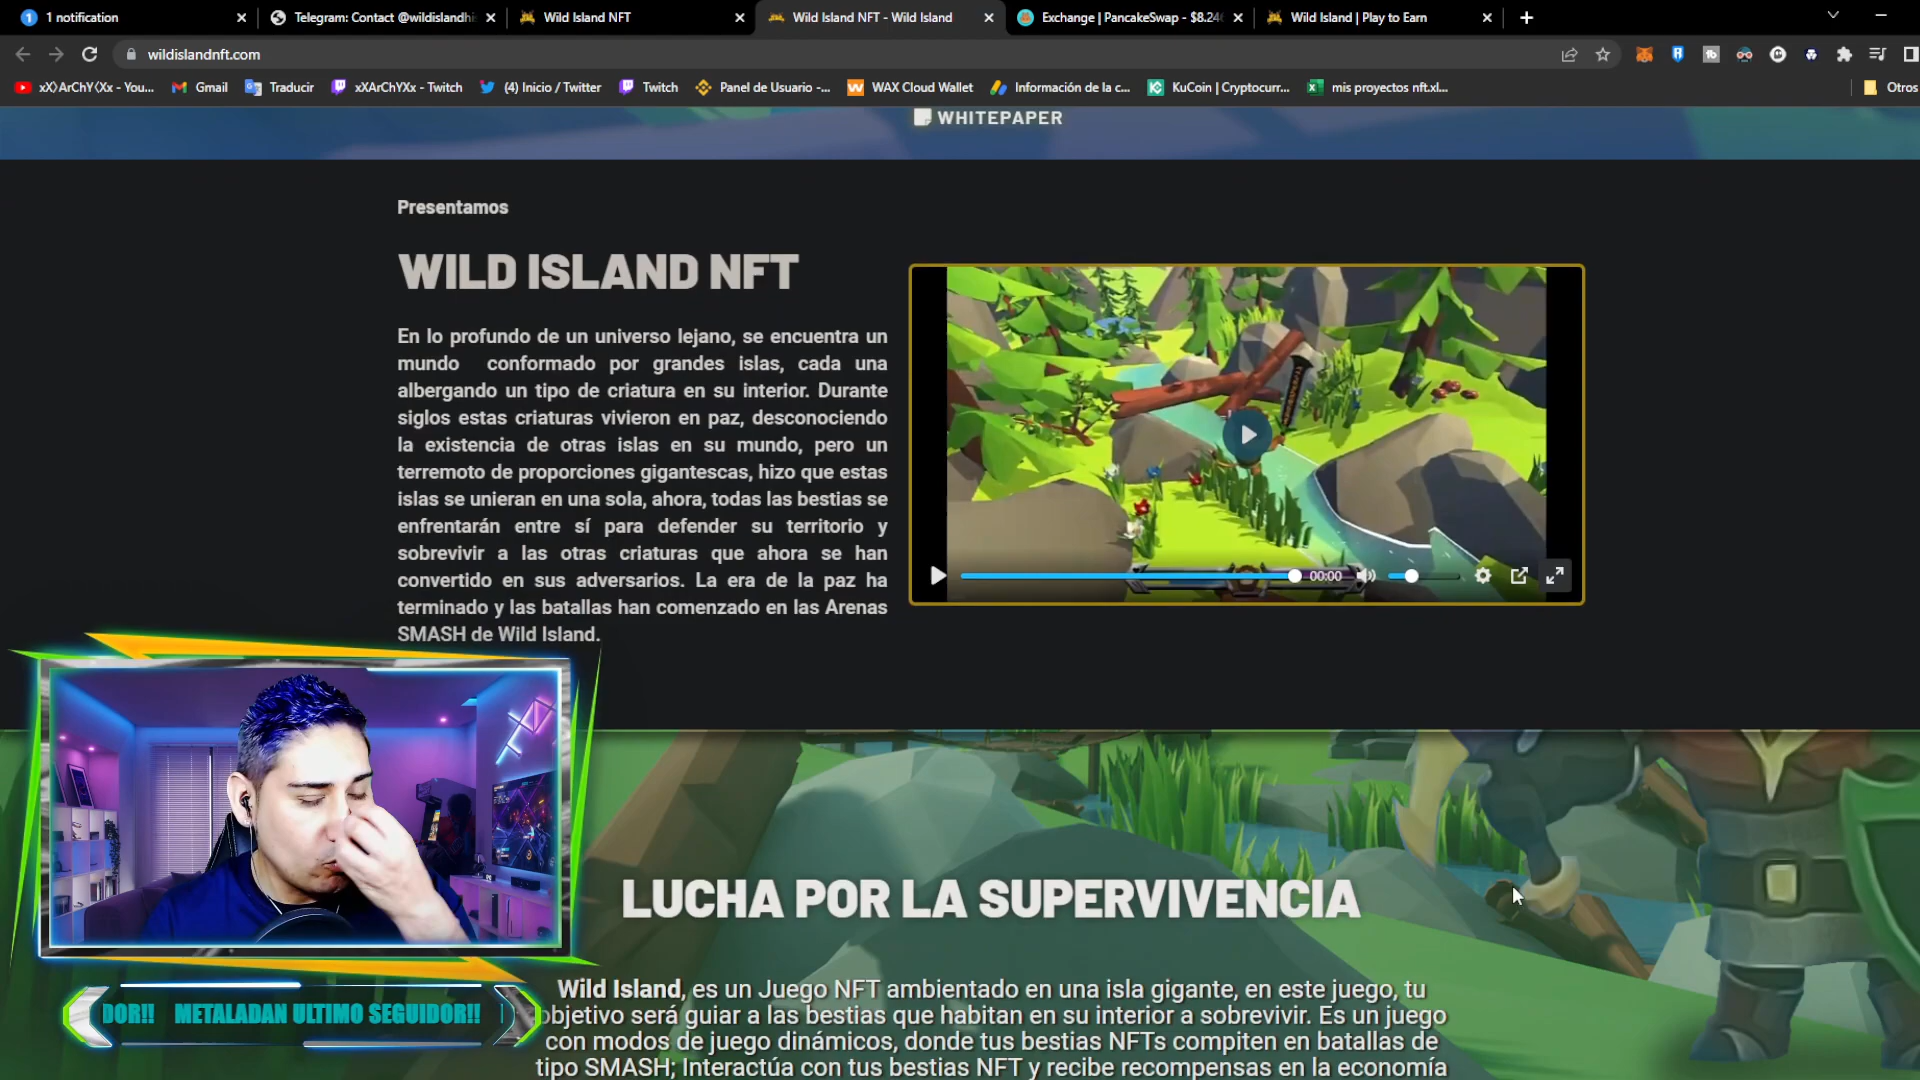 1 notification
Telegram: Contact @wildislandhi
Wild Island NFT
Wild Island NFT - Wild Island
Exchange | PancakeSwap - $8.24
Wild Island | Play to Earn
wildislandnft.com
xX)ArChY(Xx - You...
Gmail
Traducir
xXArChYXx - Twitch
(4) Inicio / Twitter
Twitch
Panel de Usuario -...
WAX Cloud Wallet
Información de la c...
KuCoin | Cryptocurr...
mis proyectos nft.xl...
Otros
WHITEPAPER
Presentamos
WILD ISLAND NFT
En lo profundo de un universo lejano, se encuentra un
mundo conformado por grandes islas, cada una
albergando un tipo de criatura en su interior. Durante
siglos estas criaturas vivieron en paz, desconociendo
la existencia de otras islas en su mundo, pero un
terremoto de proporciones gigantescas, hizo que estas
islas se unieran en una sola, ahora, todas las bestias se
enfrentarán entre sí para defender su territorio y
sobrevivir a las otras criaturas que ahora se han
convertido en sus adversarios. La era de la paz ha
terminado y las batallas han comenzado en las Arenas
SMASH de Wild Island.
00:00
LUCHA POR LA SUPERVIVENCIA
Wild Island, es un Juego NFT ambientado en una isla gigante, en este juego, tu
objetivo será guiar a las bestias que habitan en su interior a sobrevivir. Es un juego
con modos de juego dinámicos, donde tus bestias NFTs compiten en batallas de
tipo SMASH; Interactúa con tus bestias NFT y recibe recompensas en la economía
DOR!! METALADAN ULTIMO SEGUIDOR!!